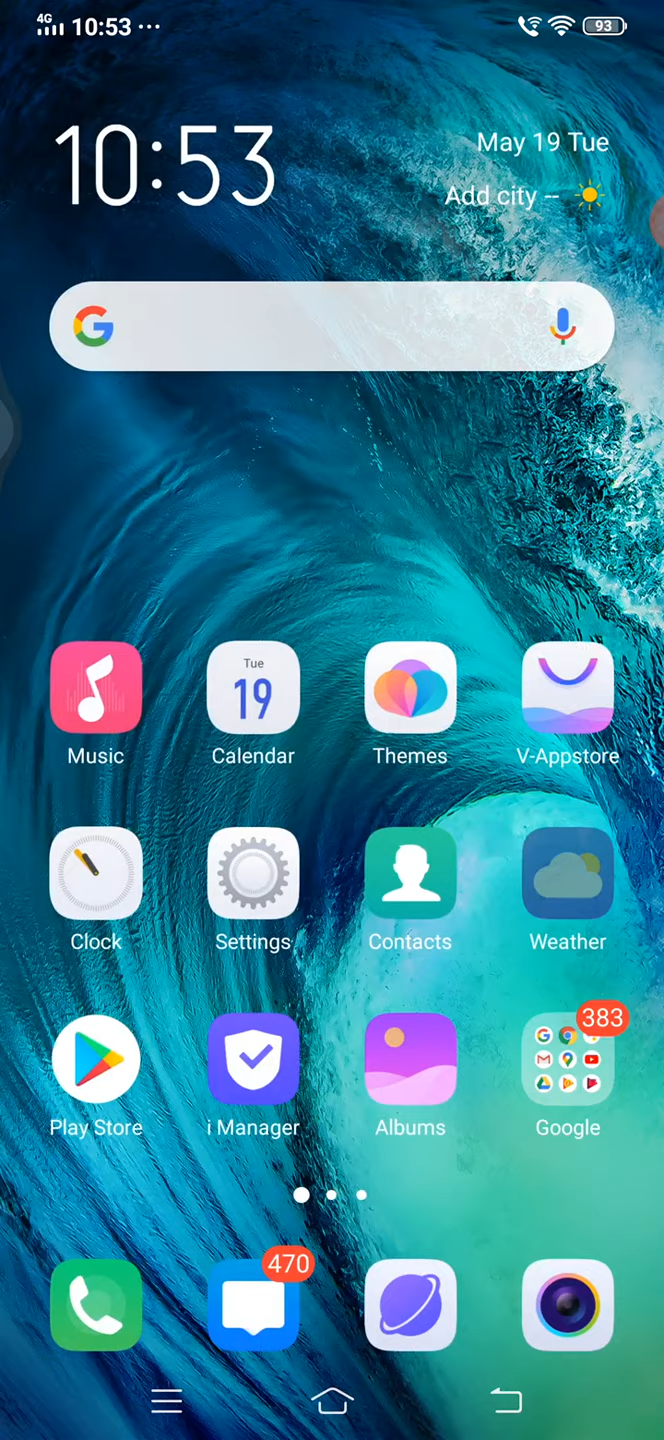 4G 10:53 ... 93
10:53
May 19 Tue
Add city --
G
Tue
19
Music Calendar Themes V-Appstore
Clock Settings Contacts Weather
383
Play Store i Manager Albums Google
470